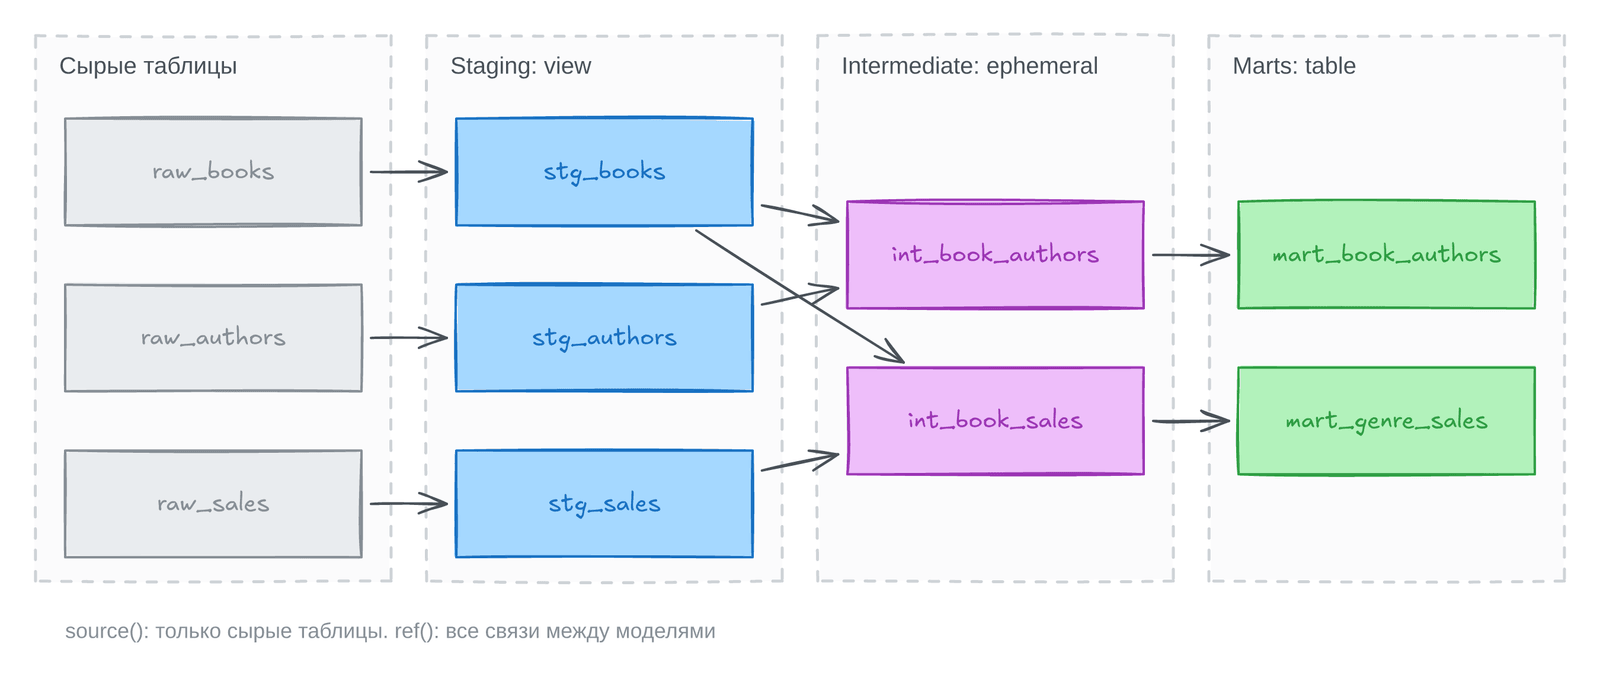 Сырые таблицы
Staging: view
Intermediate: ephemeral
Marts: table
raw_books
stg_books
int_book_authors
mart_book_authors
raw_authors
stg_authors
int_book_sales
mart_genre_sales
raw_sales
stg_sales
source(): только сырые таблицы. ref(): все связи между моделями